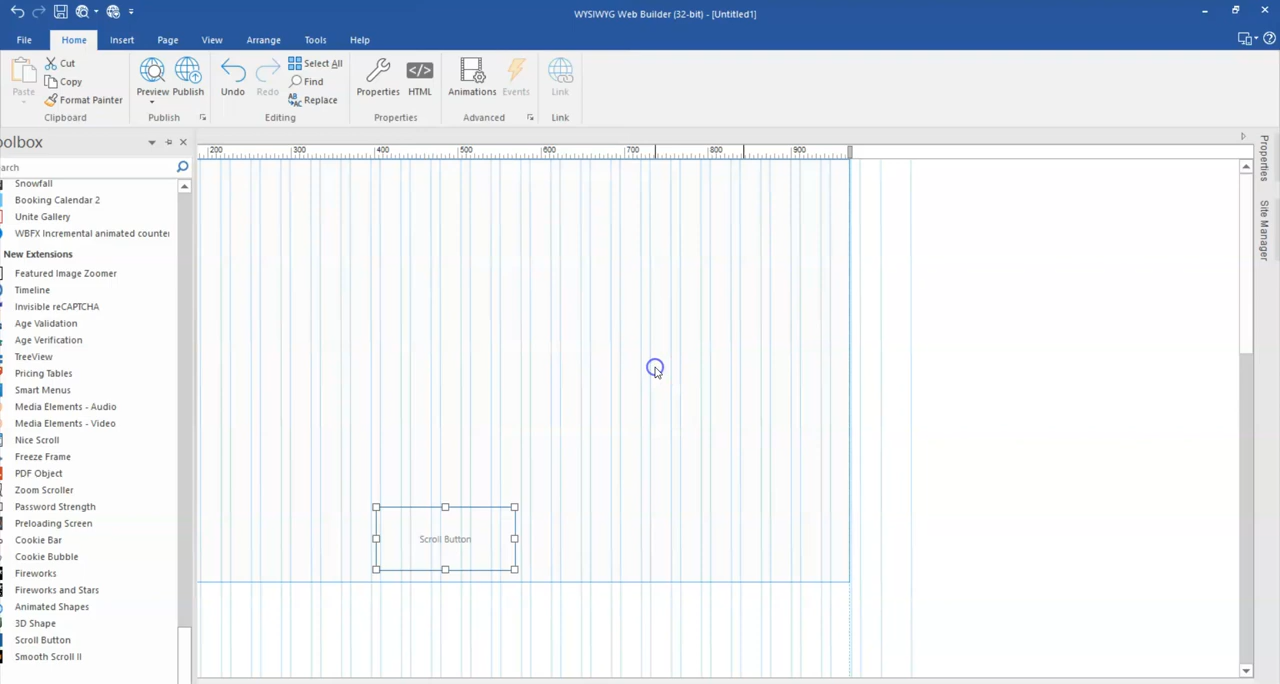 WYSIWYG Web Builder (32-bit) - [Untitled1]
File Home Insert Page View Arrange Tools Help
Paste
Cut
Copy
Format Painter
Clipboard
Preview Publish
Publish
Undo Redo
Select All
Find
Replace
Editing
Properties HTML
Properties
Animations Events
Advanced
Link
Link
oolbox
earch
Snowfall
Booking Calendar 2
Unite Gallery
WBFX Incremental animated counter
New Extensions
Featured Image Zoomer
Timeline
Invisible reCAPTCHA
Age Validation
Age Verification
TreeView
Pricing Tables
Smart Menus
Media Elements - Audio
Media Elements - Video
Nice Scroll
Freeze Frame
PDF Object
Zoom Scroller
Password Strength
Preloading Screen
Cookie Bar
Cookie Bubble
Fireworks
Fireworks and Stars
Animated Shapes
3D Shape
Scroll Button
Smooth Scroll II
200 300 400 500 600 700 800 900
Scroll Button
Properties
Site Manager